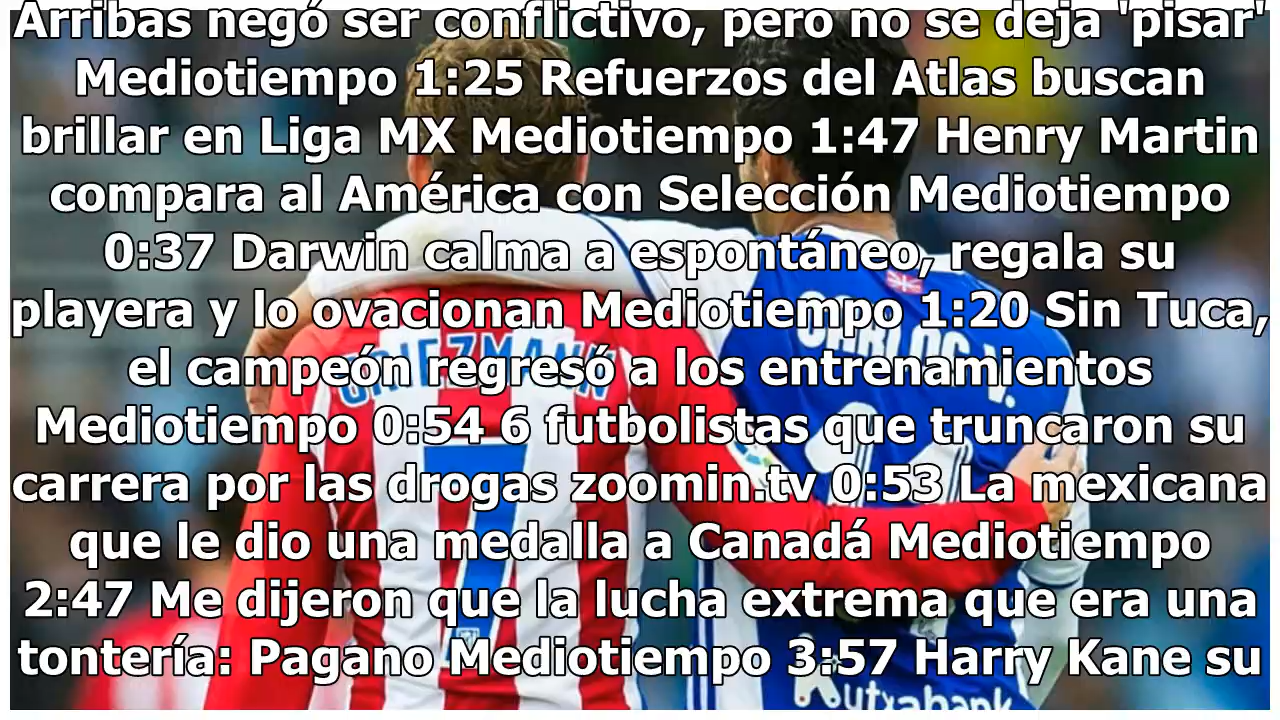 Arribas negó ser conflictivo, pero no se deja 'pisar'
Mediotiempo 1:25 Refuerzos del Atlas buscan
brillar en Liga MX Mediotiempo 1:47 Henry Martin
compara al América con Selección Mediotiempo
0:37 Darwin calma a espontáneo, regala su
playera y lo ovacionan Mediotiempo 1:20 Sin Tuca,
el campeón regresó a los entrenamientos
Mediotiempo 0:54 6 futbolistas que truncaron su
carrera por las drogas zoomin.tv 0:53 La mexicana
que le dio una medalla a Canadá Mediotiempo
2:47 Me dijeron que la lucha extrema que era una
tontería: Pagano Mediotiempo 3:57 Harry Kane su
GRIEZMANN
7
CARLOS V.
Kutxabank